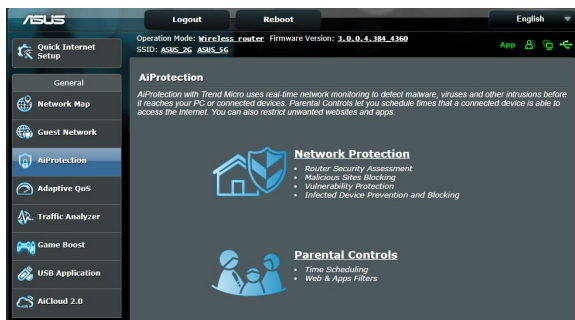 ASUS
Logout
Reboot
English
Quick Internet
Setup
Operation Mode: Wireless router Firmware Version: 3.0.0.4.384_4360
SSID: ASUS_2G ASUS_5G
App
General
Network Map
Guest Network
AiProtection
Adaptive QoS
Traffic Analyzer
Game Boost
USB Application
AiCloud 2.0
AiProtection
AiProtection with Trend Micro uses real-time network monitoring to detect malware, viruses and other intrusions before
it reaches your PC or connected devices. Parental Controls let you schedule times that a connected device is able to
access the Internet. You can also restrict unwanted websites and apps.
Network Protection
• Router Security Assessment
• Malicious Sites Blocking
• Vulnerability Protection
• Infected Device Prevention and Blocking
Parental Controls
• Time Scheduling
• Web & Apps Filters